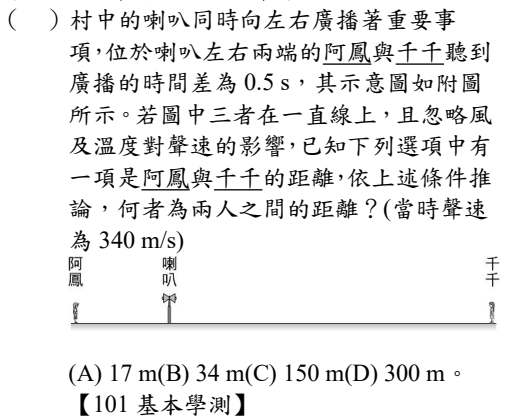 (　　) 村中的喇叭同時向左右廣播著重要事
項，位於喇叭左右兩端的阿鳳與千千聽到
廣播的時間差為 0.5 s，其示意圖如附圖
所示。若圖中三者在一直線上，且忽略風
及溫度對聲速的影響，已知下列選項中有
一項是阿鳳與千千的距離，依上述條件推
論，何者為兩人之間的距離？(當時聲速
為 340 m/s)
阿鳳 喇叭 千千
(A) 17 m(B) 34 m(C) 150 m(D) 300 m。
【101 基本學測】